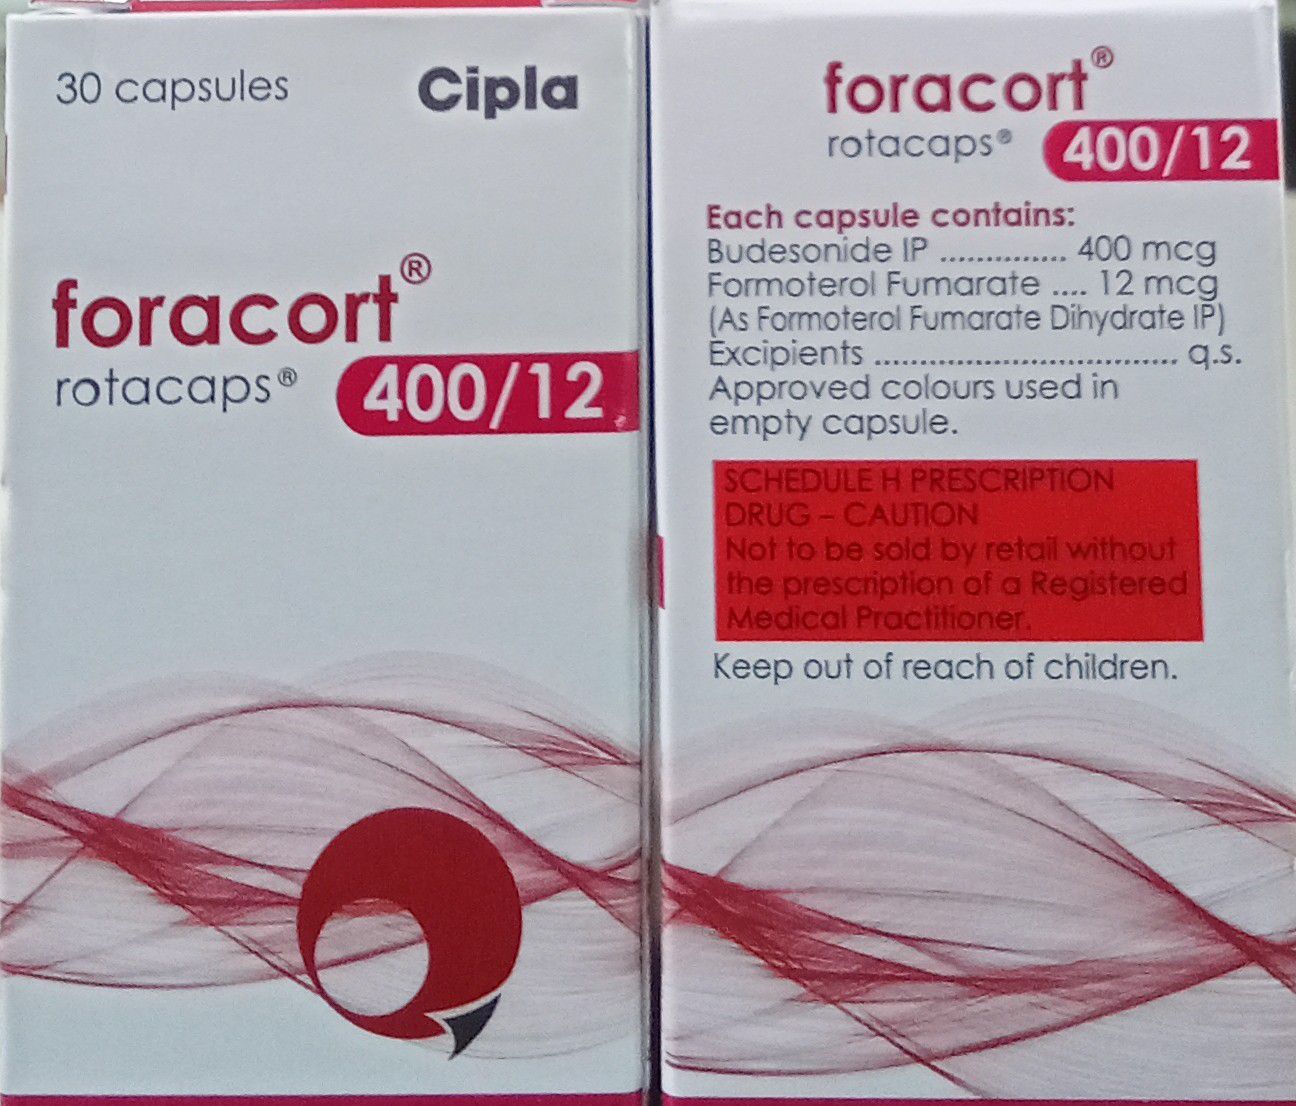 30 capsules
Cipla
foracort®
rotacaps®
400/12
foracort®
rotacaps®
400/12
Each capsule contains:
Budesonide IP .............. 400 mcg
Formoterol Fumarate .... 12 mcg
(As Formoterol Fumarate Dihydrate IP)
Excipients ................................. q.s.
Approved colours used in
empty capsule.
SCHEDULE H PRESCRIPTION
DRUG – CAUTION
Not to be sold by retail without
the prescription of a Registered
Medical Practitioner.
Keep out of reach of children.